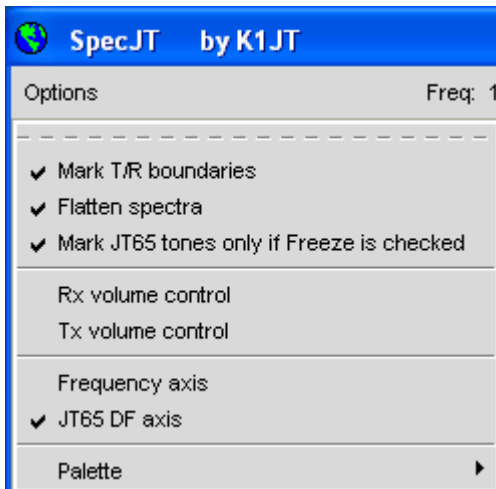 SpecJT by K1JT
Options Freq: 1
Mark T/R boundaries
Flatten spectra
Mark JT65 tones only if Freeze is checked
Rx volume control
Tx volume control
Frequency axis
JT65 DF axis
Palette